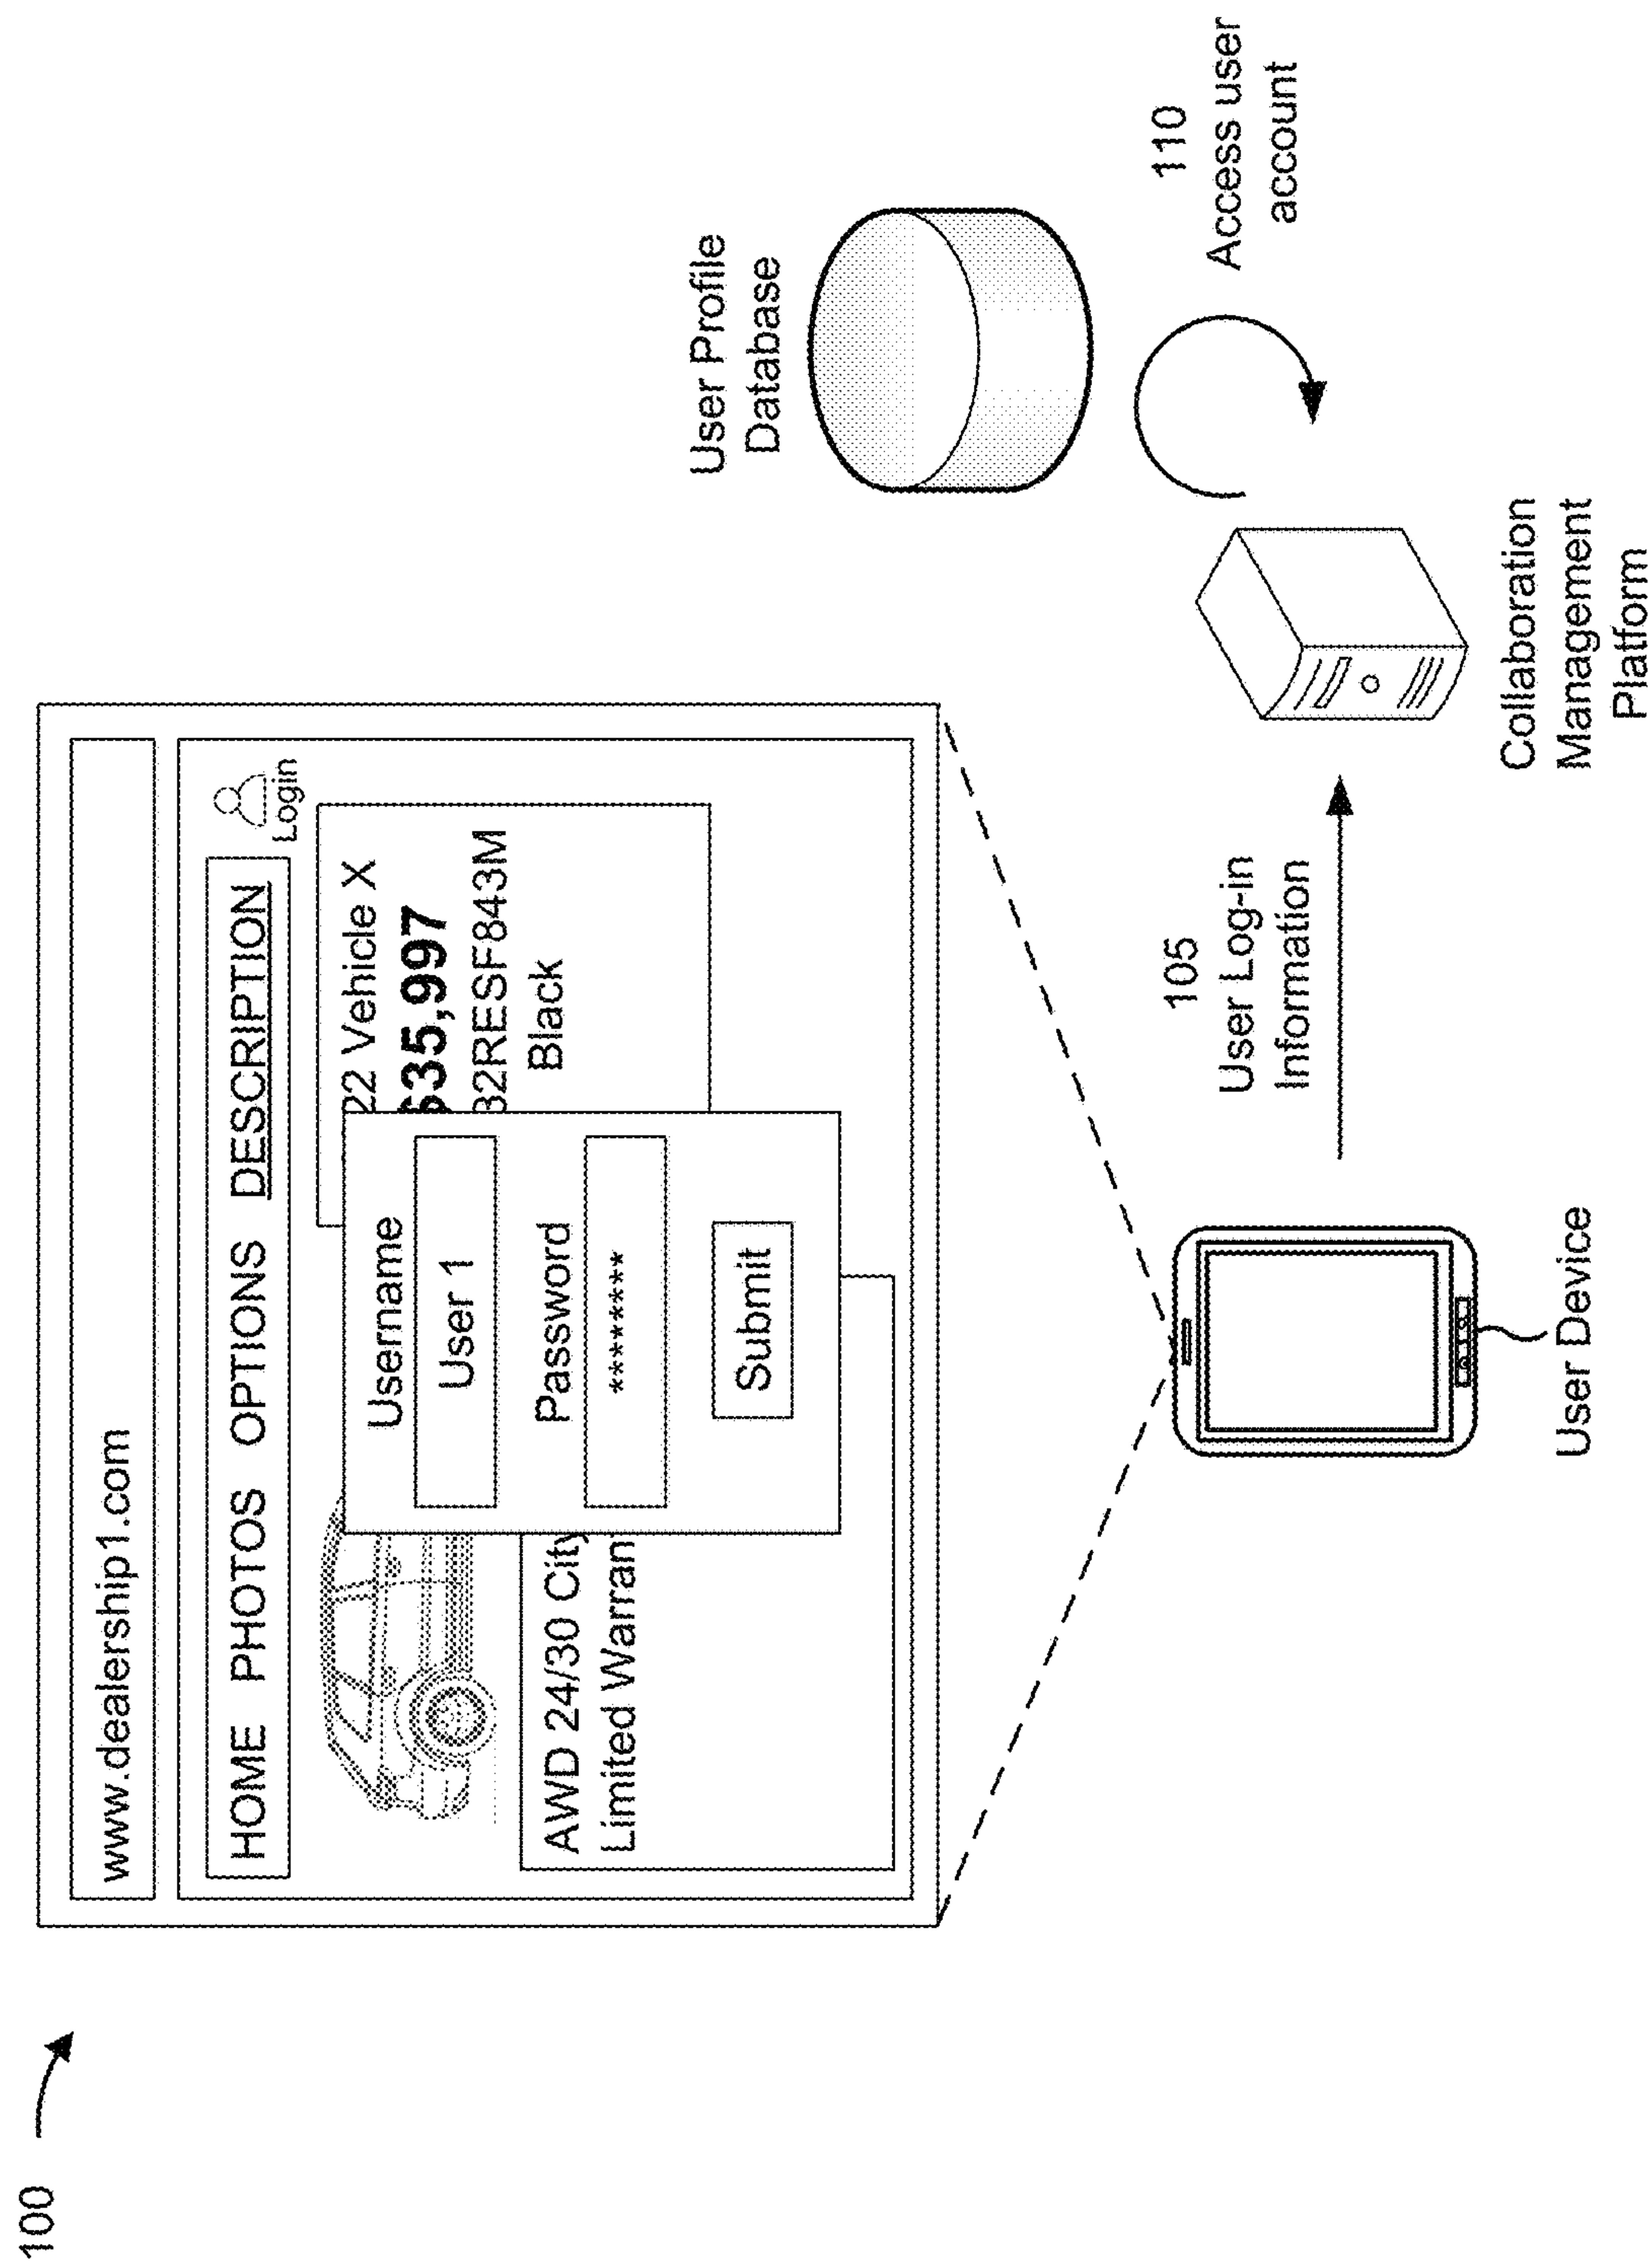 100
www.dealership1.com
HOME PHOTOS OPTIONS DESCRIPTION
Login
22 Vehicle X
$35,997
32RESF843M
Black
Username
User 1
Password
********
Submit
AWD 24/30 City
Limited Warran
User Device
105
User Log-in
Information
Collaboration
Management
Platform
User Profile
Database
110
Access user
account